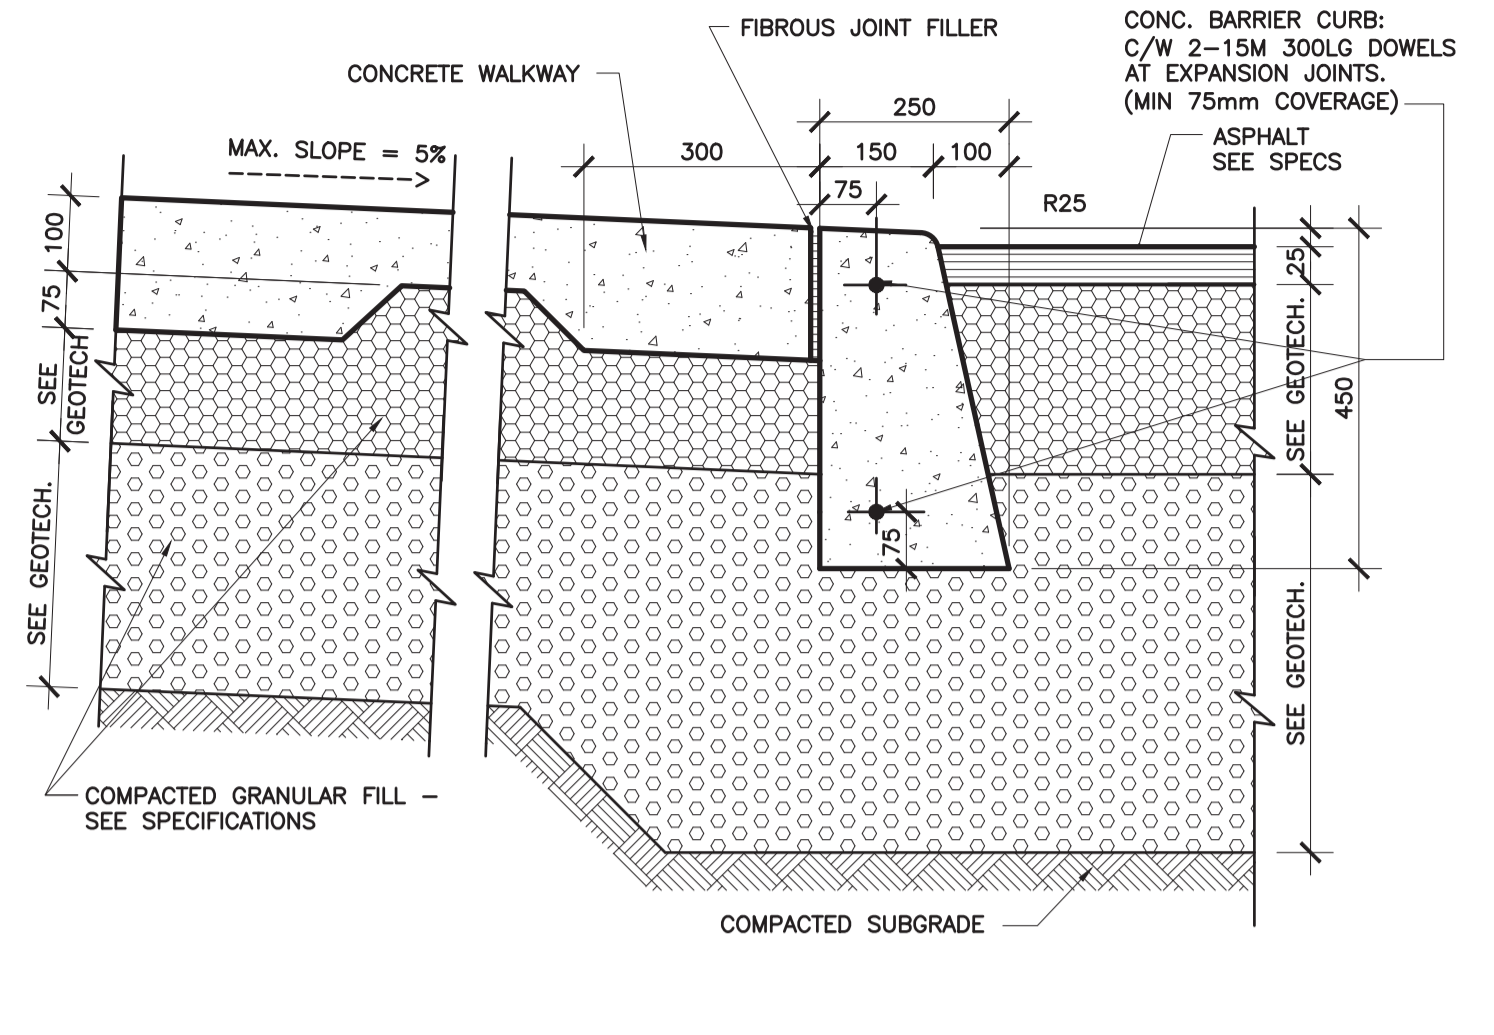 FIBROUS JOINT FILLER
CONC. BARRIER CURB:
C/W 2-15M 300LG DOWELS
AT EXPANSION JOINTS.
(MIN 75mm COVERAGE)
CONCRETE WALKWAY
250
ASPHALT
SEE SPECS
MAX. SLOPE = 5%
300
150
100
75
R25
100
75
SEE
GEOTECH
SEE GEOTECH.
25
SEE GEOTECH.
450
75
SEE GEOTECH.
COMPACTED GRANULAR FILL -
SEE SPECIFICATIONS
COMPACTED SUBGRADE